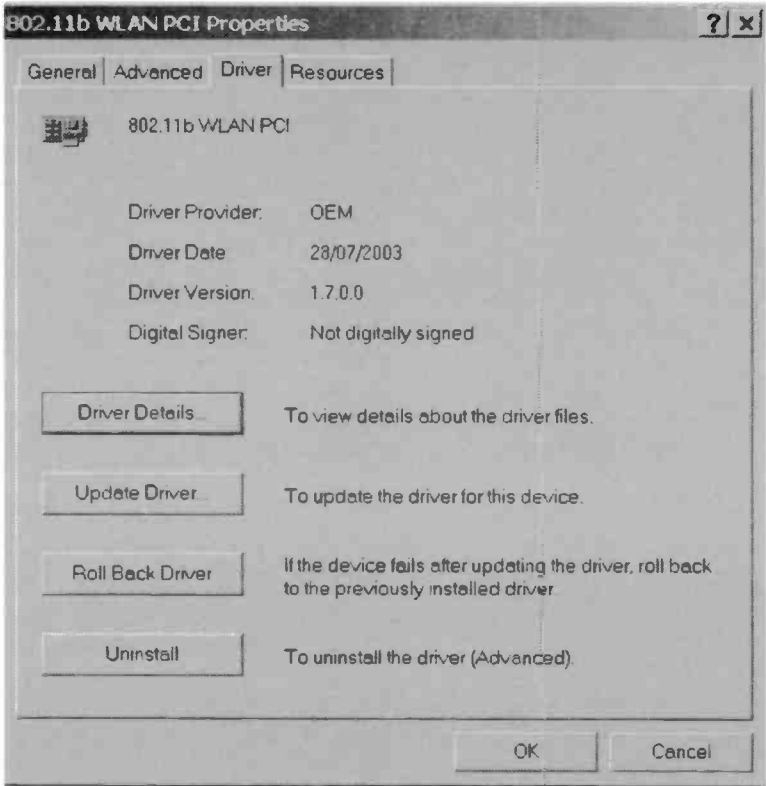 802.11b WLAN PCI Properties
? ×
General Advanced Driver Resources
802.11b WLAN PCI
Driver Provider: OEM
Driver Date 28/07/2003
Driver Version: 1.7.0.0
Digital Signer: Not digitally signed
Driver Details... To view details about the driver files.
Update Driver... To update the driver for this device.
Roll Back Driver If the device fails after updating the driver, roll back
to the previously installed driver.
Uninstall To uninstall the driver (Advanced).
OK Cancel